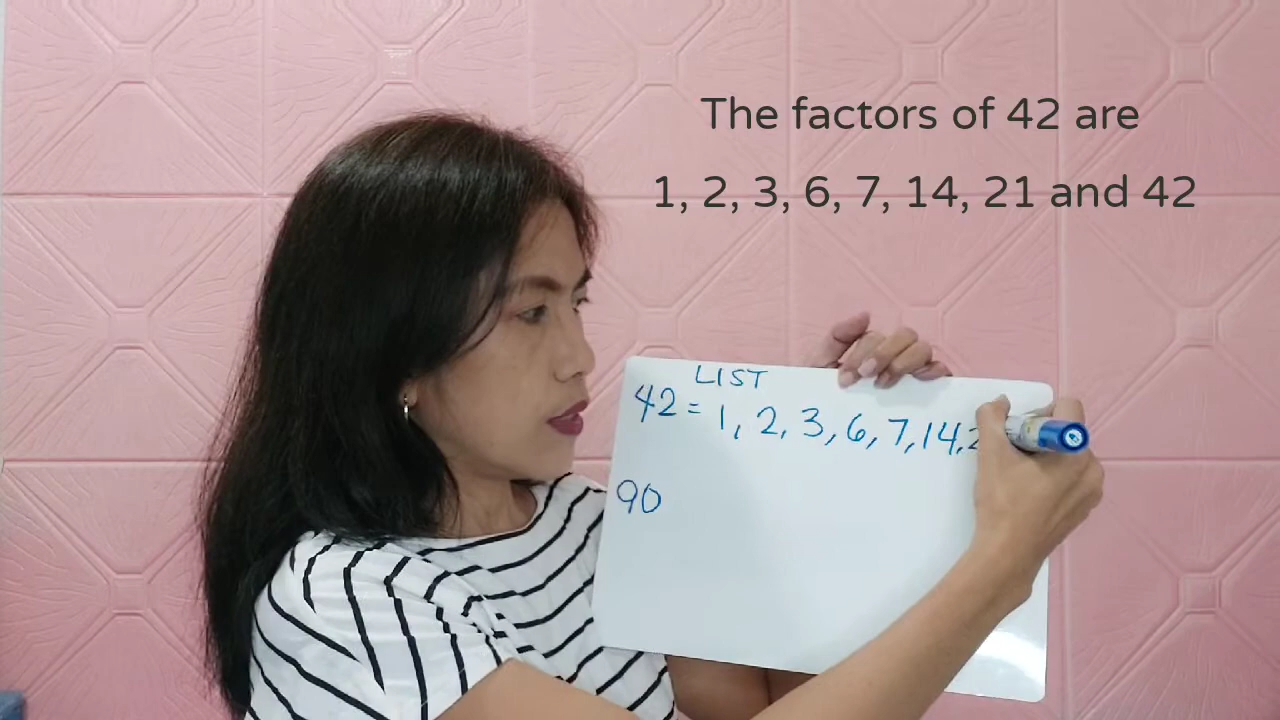 The factors of 42 are
1, 2, 3, 6, 7, 14, 21 and 42
LIST
42 = 1, 2, 3, 6, 7, 14, 2
90